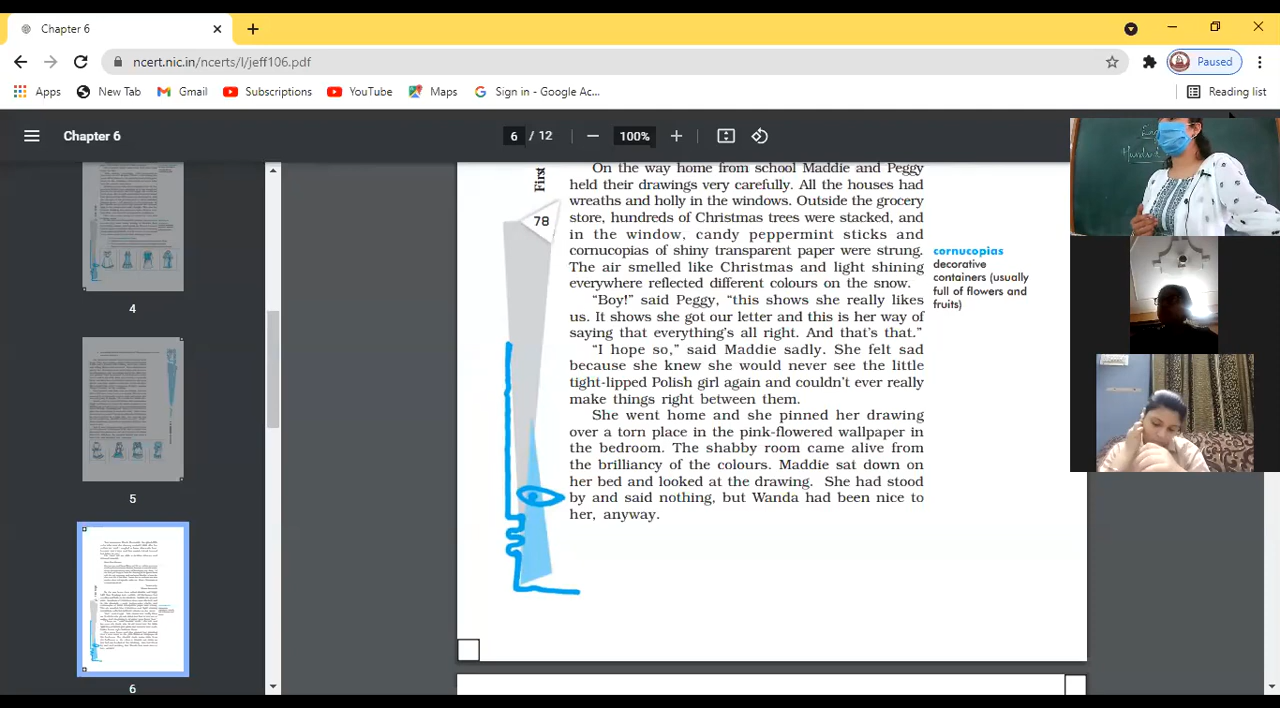 Chapter 6
ncert.nic.in/ncerts/l/jeff106.pdf
Paused
Apps
New Tab
Gmail
Subscriptions
YouTube
Maps
Sign in - Google Ac...
Reading list
Chapter 6
6 / 12
100%
4
5
6
First
78
On the way home from school Maddie and Peggy
held their drawings very carefully. All the houses had
wreaths and holly in the windows. Outside the grocery
store, hundreds of Christmas trees were stacked, and
in the window, candy peppermint sticks and
cornucopias of shiny transparent paper were strung.
The air smelled like Christmas and light shining
everywhere reflected different colours on the snow.
“Boy!” said Peggy, “this shows she really likes
us. It shows she got our letter and this is her way of
saying that everything’s all right. And that’s that.”
“I hope so,” said Maddie sadly. She felt sad
because she knew she would never see the little
tight-lipped Polish girl again and couldn’t ever really
make things right between them.
She went home and she pinned her drawing
over a torn place in the pink-flowered wallpaper in
the bedroom. The shabby room came alive from
the brilliancy of the colours. Maddie sat down on
her bed and looked at the drawing. She had stood
by and said nothing, but Wanda had been nice to
her, anyway.
cornucopias
decorative
containers (usually
full of flowers and
fruits)